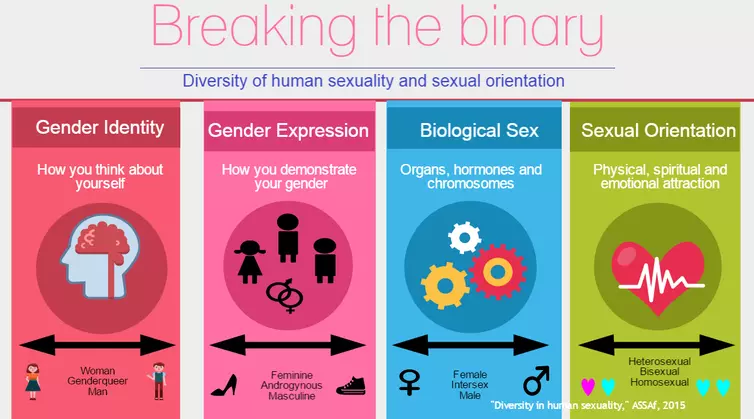 Breaking the binary
Diversity of human sexuality and sexual orientation
Gender Identity
How you think about
yourself
Woman
Genderqueer
Man
Gender Expression
How you demonstrate
your gender
Feminine
Androgynous
Masculine
Biological Sex
Organs, hormones and
chromosomes
Female
Intersex
Male
Sexual Orientation
Physical, spiritual and
emotional attraction
Heterosexual
Bisexual
Homosexual
"Diversity in human sexuality," ASSAf, 2015